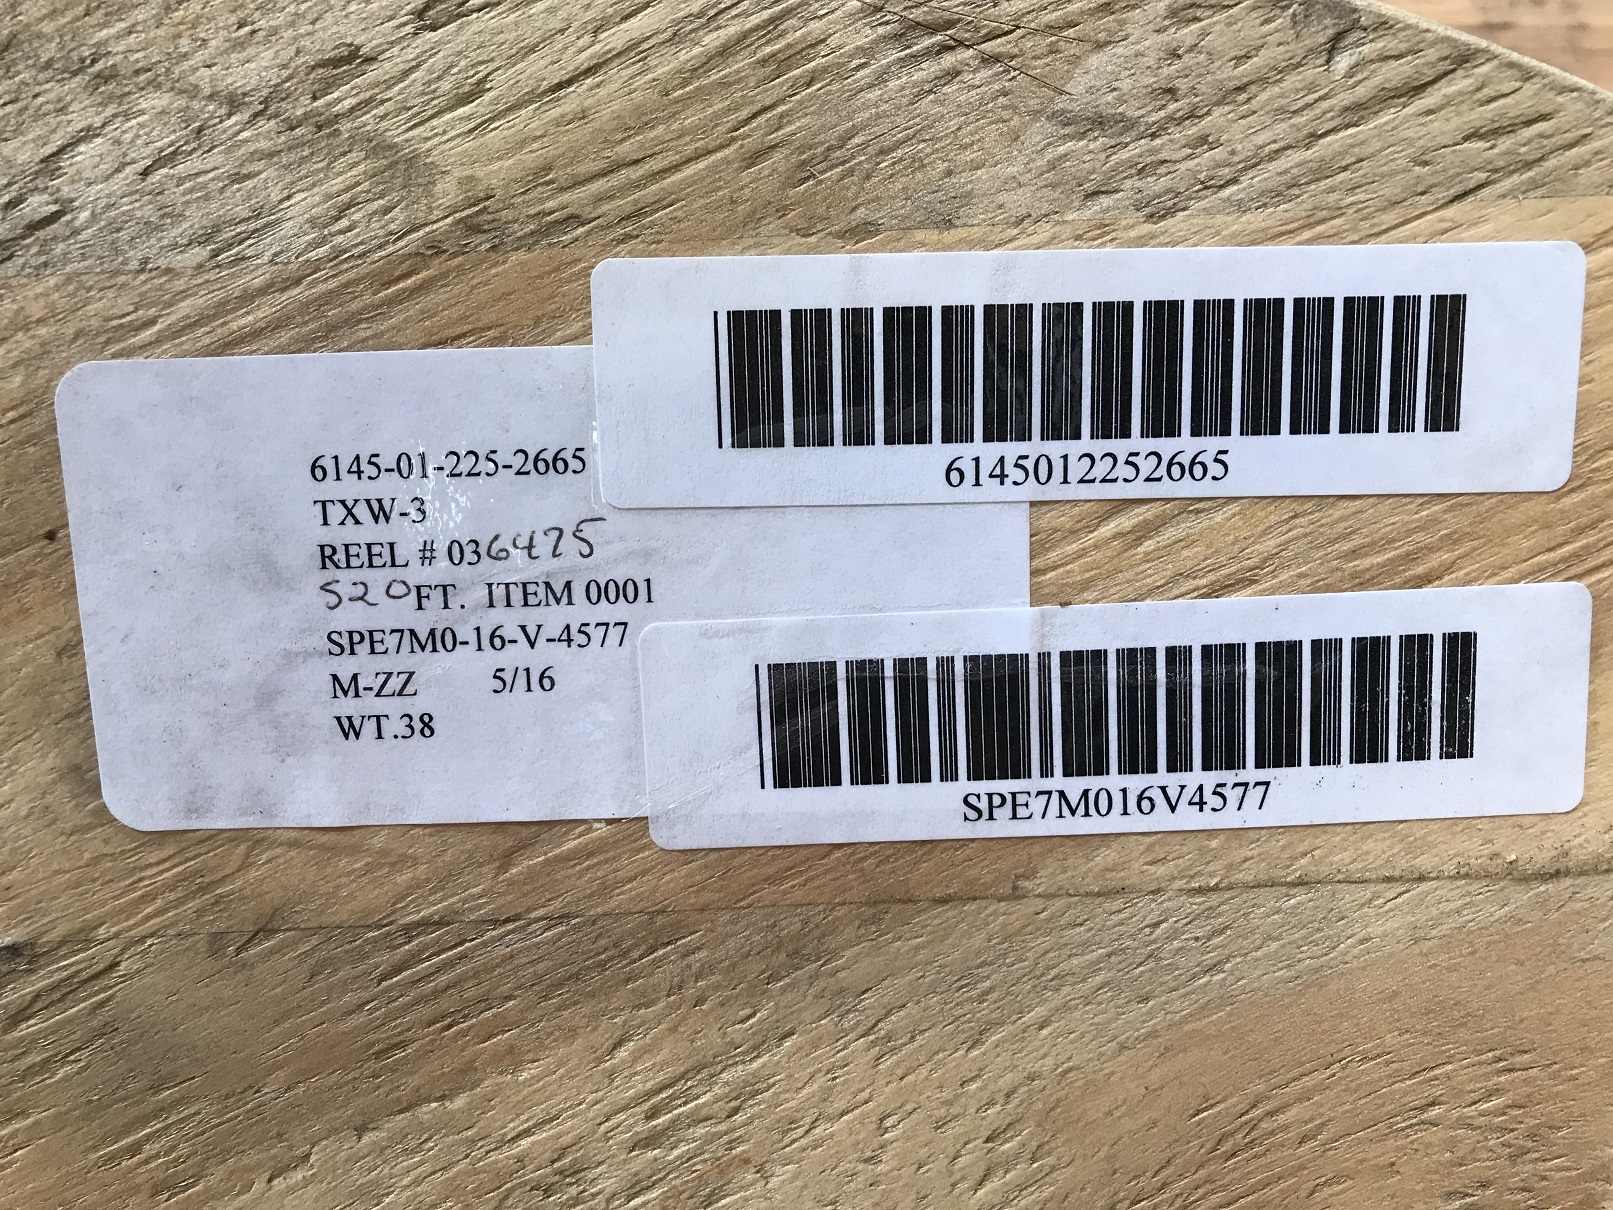 6145-01-225-2665
TXW-3
REEL # 036475
520FT. ITEM 0001
SPE7M0-16-V-4577
M-ZZ 5/16
WT.38
6145012252665
SPE7M016V4577